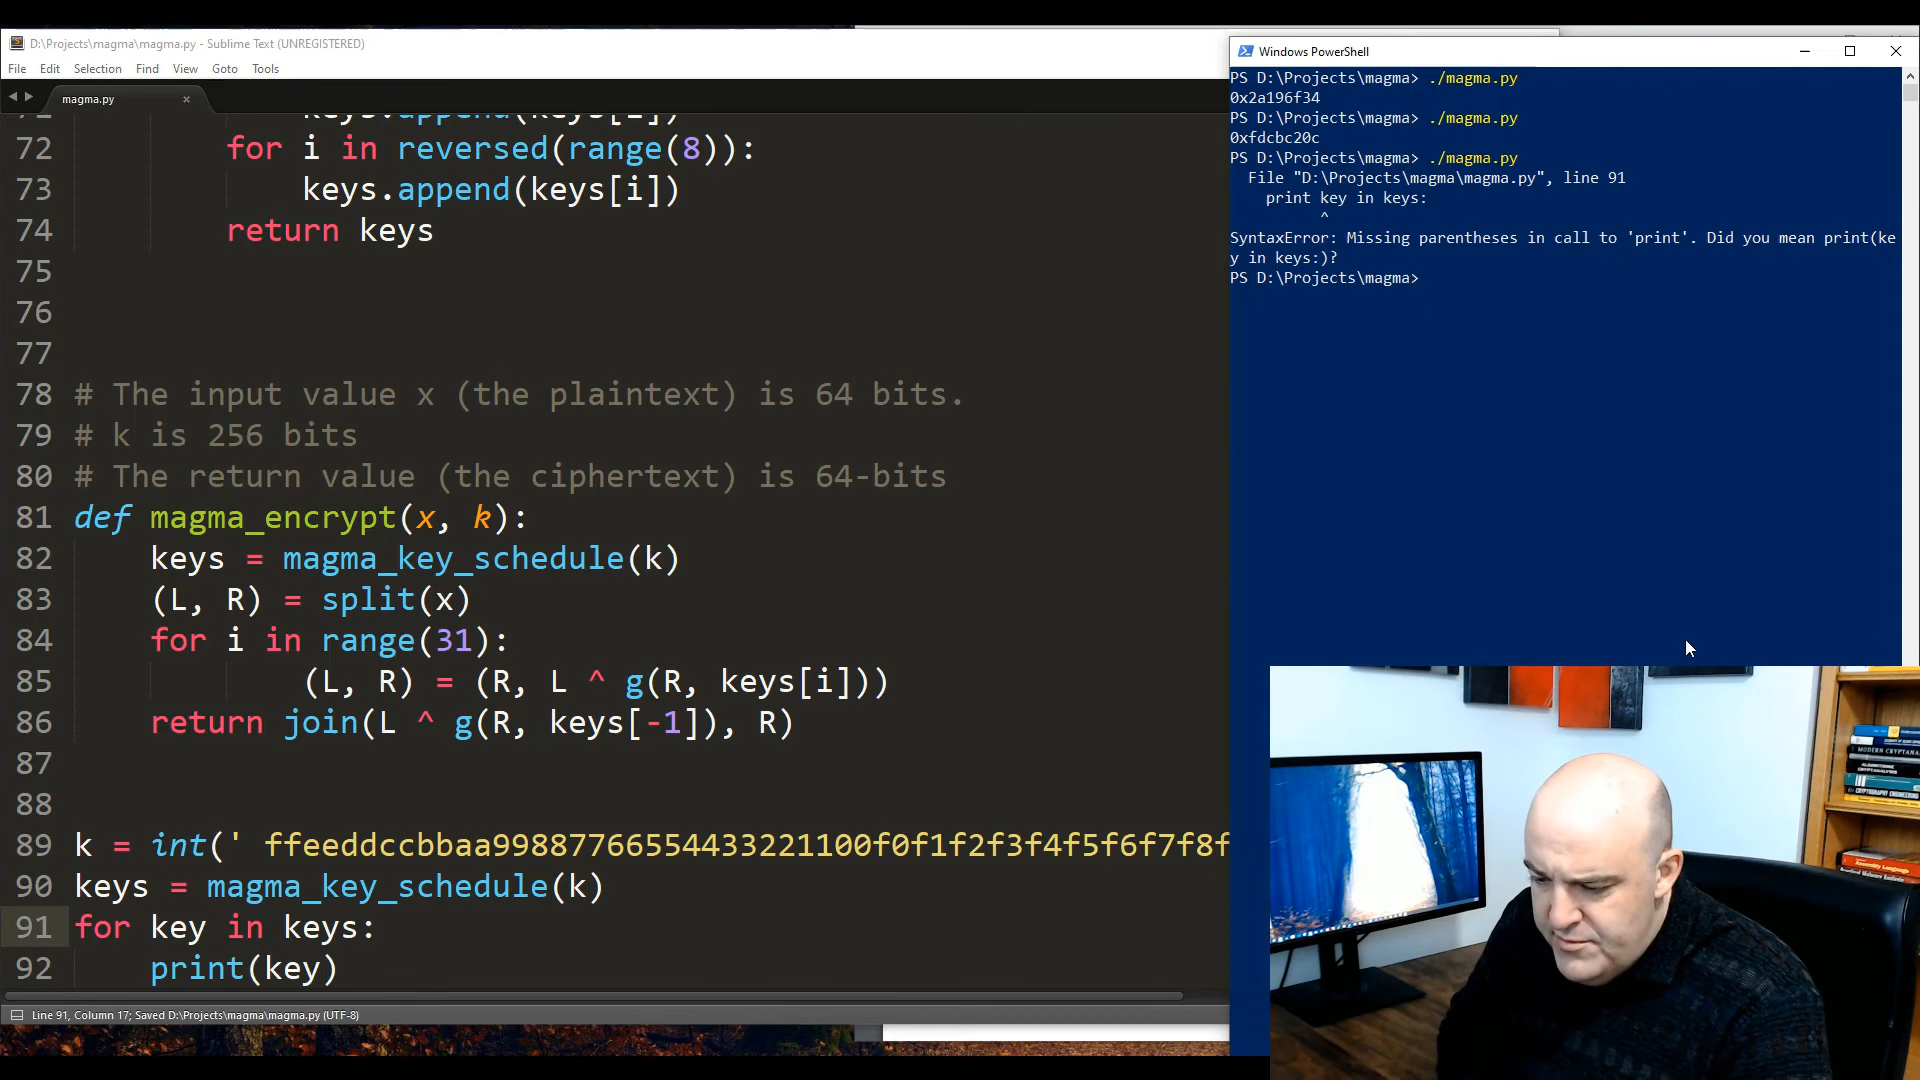 D:\Projects\magma\magma.py - Sublime Text (UNREGISTERED)
File Edit Selection Find View Goto Tools
magma.py
72 for i in reversed(range(8)):
73 keys.append(keys[i])
74 return keys
75
76
77
78 # The input value x (the plaintext) is 64 bits.
79 # k is 256 bits
80 # The return value (the ciphertext) is 64-bits
81 def magma_encrypt(x, k):
82 keys = magma_key_schedule(k)
83 (L, R) = split(x)
84 for i in range(31):
85 (L, R) = (R, L ^ g(R, keys[i]))
86 return join(L ^ g(R, keys[-1]), R)
87
88
89 k = int(' ffeeddccbbaa99887766554433221100f0f1f2f3f4f5f6f7f8f
90 keys = magma_key_schedule(k)
91 for key in keys:
92 print(key)
Line 91, Column 17; Saved D:\Projects\magma\magma.py (UTF-8)
Windows PowerShell
PS D:\Projects\magma> ./magma.py
0x2a196f34
PS D:\Projects\magma> ./magma.py
0xfdcbc20c
PS D:\Projects\magma> ./magma.py
File "D:\Projects\magma\magma.py", line 91
print key in keys:
^
SyntaxError: Missing parentheses in call to 'print'. Did you mean print(ke
y in keys:)?
PS D:\Projects\magma>
MODERN CRYPTANA